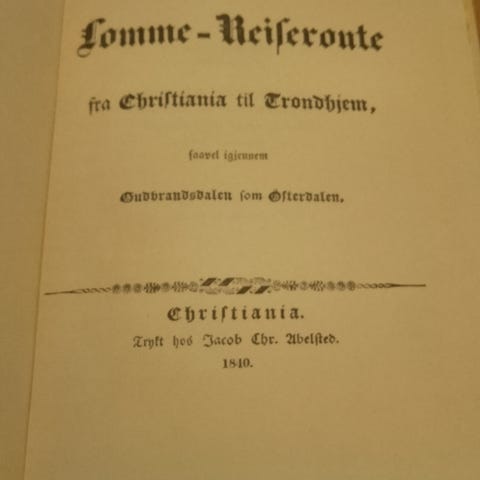 Lomme-Reiseroute
fra Christiania til Trondhjem,
saavel igjennem
Gudbrandsdalen som Østerdalen.
Christiania.
Trykt hos Jacob Chr. Abelsted.
1840.